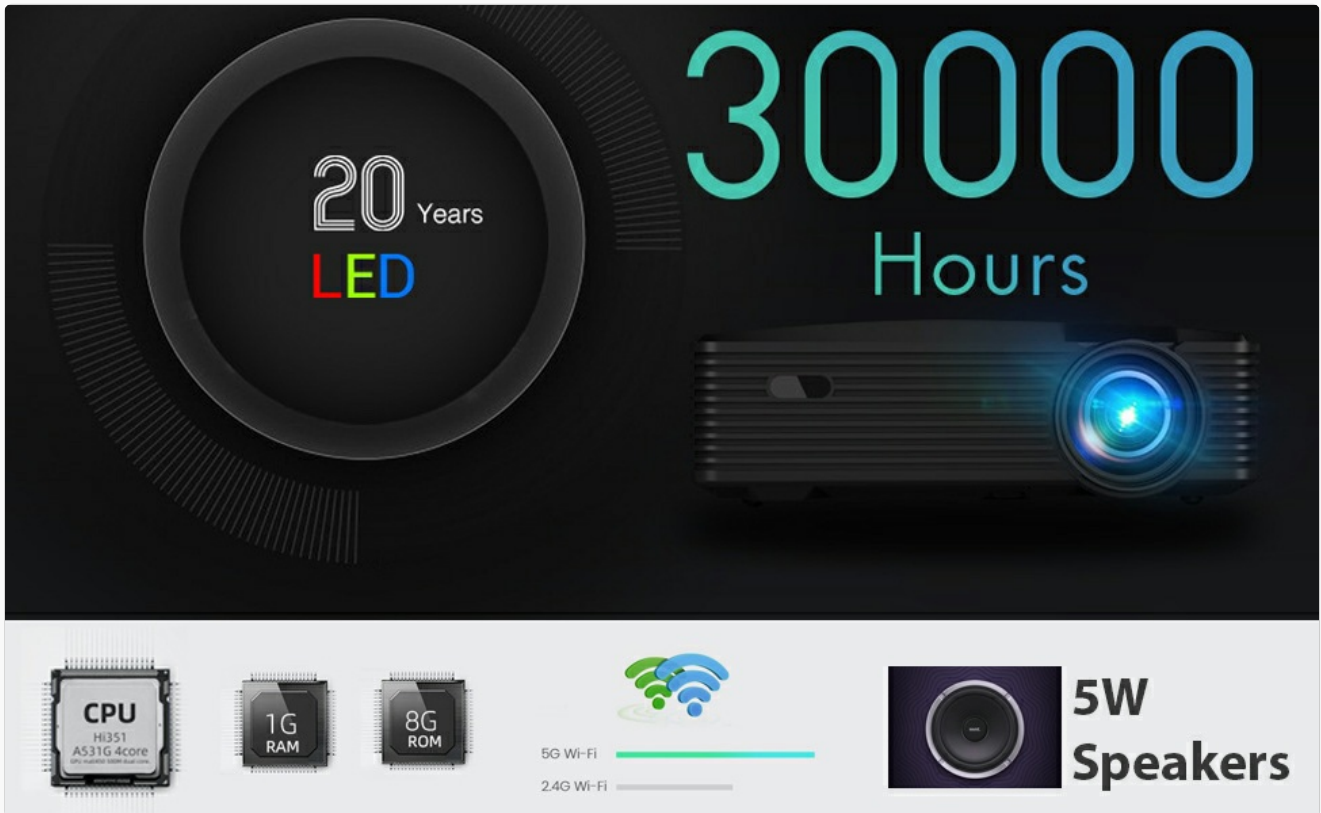 20 Years
LED
30000
Hours
CPU
Hi351
A531G 4core
1G
RAM
8G
ROM
5G Wi-Fi
2.4G Wi-Fi
5W
Speakers